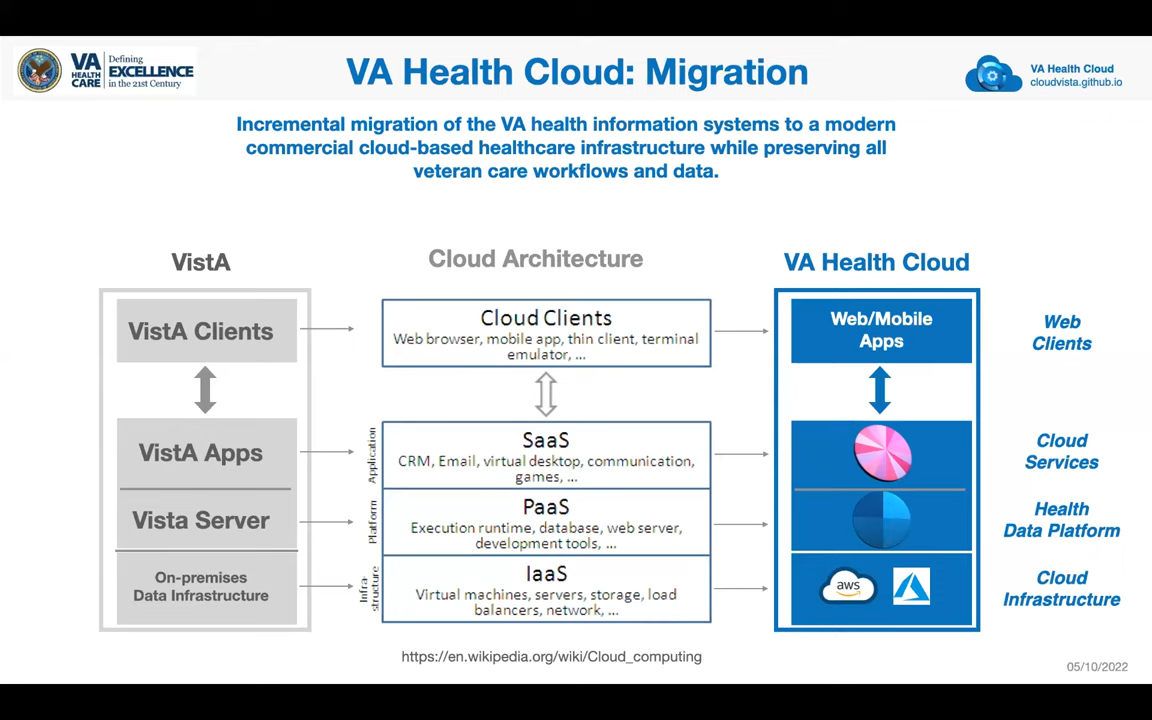 VA
HEALTH
CARE
Defining
EXCELLENCE
in the 21st Century
VA Health Cloud: Migration
VA Health Cloud
cloudvista.github.io
Incremental migration of the VA health information systems to a modern
commercial cloud-based healthcare infrastructure while preserving all
veteran care workflows and data.
VistA
Cloud Architecture
VA Health Cloud
VistA Clients
Cloud Clients
Web browser, mobile app, thin client, terminal
emulator, ...
Web/Mobile
Apps
Web
Clients
VistA Apps
Application
SaaS
CRM, Email, virtual desktop, communication,
games, ...
Cloud
Services
Vista Server
Platform
PaaS
Execution runtime, database, web server,
development tools, ...
Health
Data Platform
On-premises
Data Infrastructure
Infra-
structure
IaaS
Virtual machines, servers, storage, load
balancers, network, ...
aws
Cloud
Infrastructure
https://en.wikipedia.org/wiki/Cloud_computing
05/10/2022